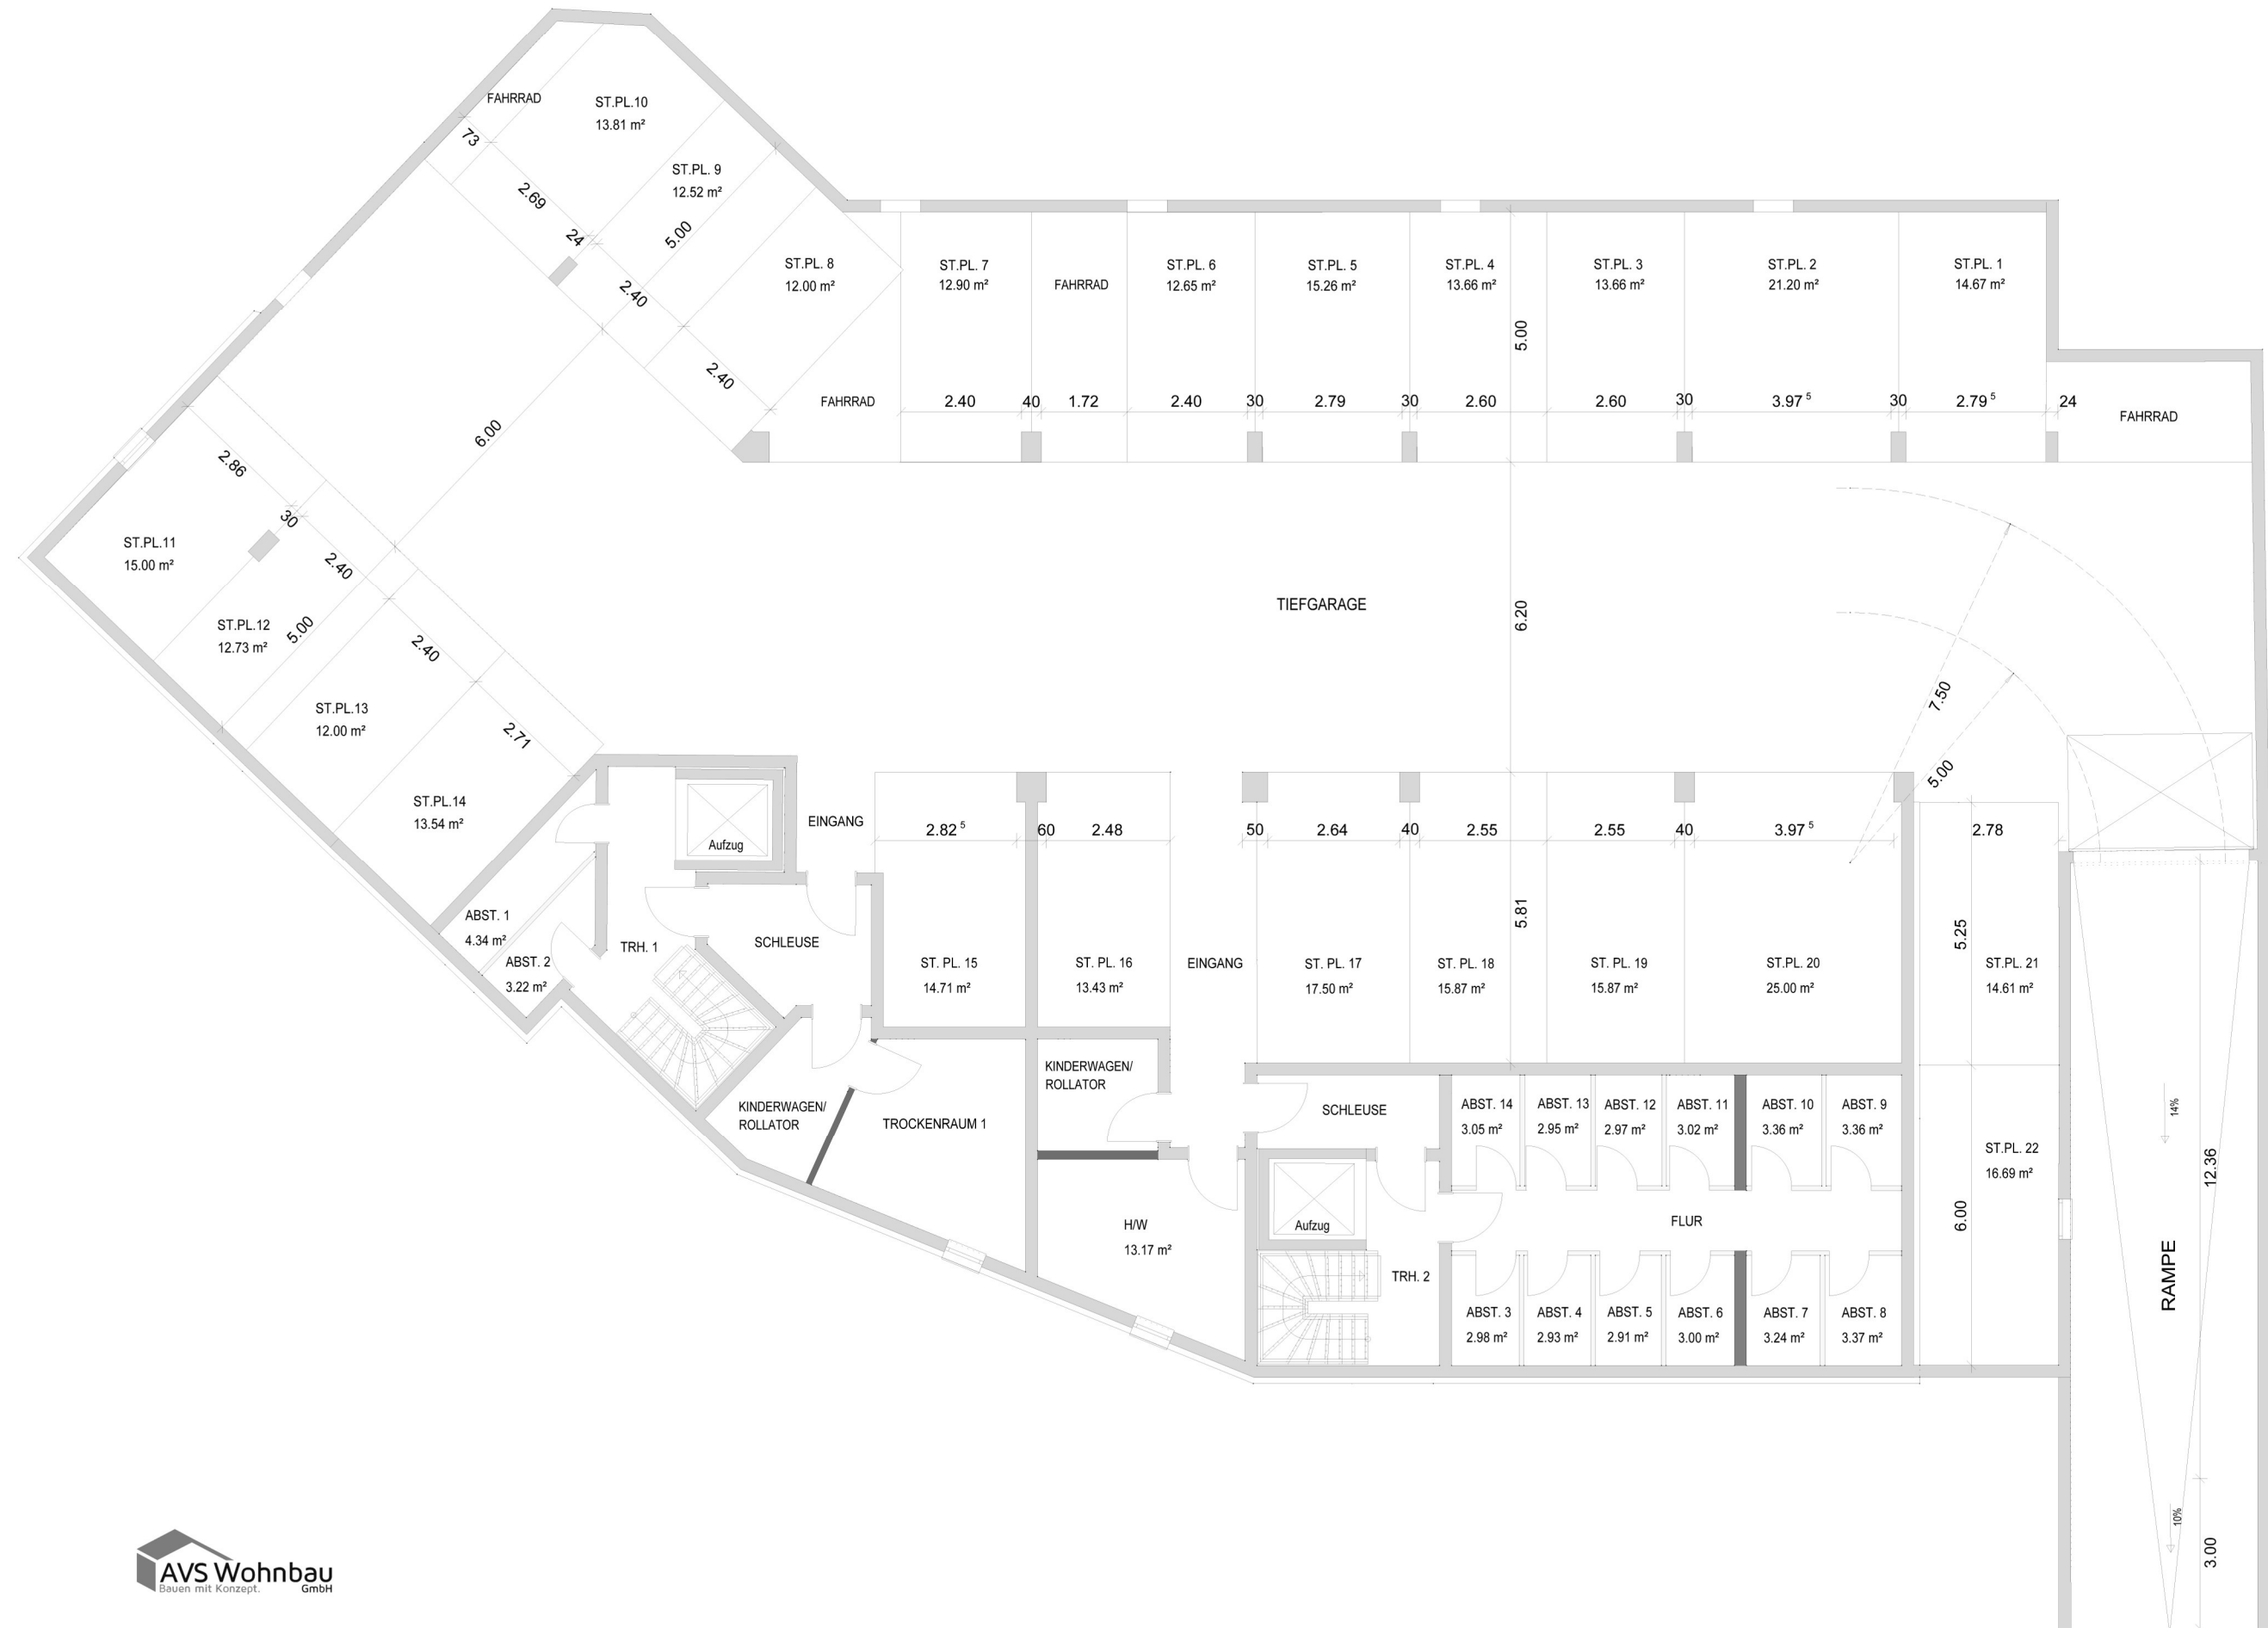 FAHRRAD
ST.PL.10
13.81 m²
73
2.69
ST.PL. 9
12.52 m²
24
5.00
2.40
ST.PL. 8
12.00 m²
2.40
FAHRRAD
ST.PL. 7
12.90 m²
FAHRRAD
ST.PL. 6
12.65 m²
ST.PL. 5
15.26 m²
ST.PL. 4
13.66 m²
ST.PL. 3
13.66 m²
ST.PL. 2
21.20 m²
ST.PL. 1
14.67 m²
5.00
2.40 40 1.72 2.40 30 2.79 30 2.60 2.60 30 3.97⁵ 30 2.79⁵ 24
FAHRRAD
6.00
2.86
30
2.40
2.40
2.71
ST.PL.11
15.00 m²
ST.PL.12
12.73 m²
5.00
ST.PL.13
12.00 m²
ST.PL.14
13.54 m²
TIEFGARAGE
6.20
7.50
5.00
Aufzug
EINGANG
2.82⁵ 60 2.48 50 2.64 40 2.55 2.55 40 3.97⁵ 2.78
ABST. 1
4.34 m²
ABST. 2
3.22 m²
TRH. 1
SCHLEUSE
ST. PL. 15
14.71 m²
ST. PL. 16
13.43 m²
EINGANG
ST. PL. 17
17.50 m²
ST. PL. 18
15.87 m²
5.81
ST. PL. 19
15.87 m²
ST.PL. 20
25.00 m²
5.25
ST.PL. 21
14.61 m²
KINDERWAGEN/
ROLLATOR
TROCKENRAUM 1
KINDERWAGEN/
ROLLATOR
SCHLEUSE
ABST. 14
3.05 m²
ABST. 13
2.95 m²
ABST. 12
2.97 m²
ABST. 11
3.02 m²
ABST. 10
3.36 m²
ABST. 9
3.36 m²
ST.PL. 22
16.69 m²
6.00
14%
12.36
H/W
13.17 m²
Aufzug
FLUR
TRH. 2
RAMPE
ABST. 3
2.98 m²
ABST. 4
2.93 m²
ABST. 5
2.91 m²
ABST. 6
3.00 m²
ABST. 7
3.24 m²
ABST. 8
3.37 m²
10%
3.00
AVS Wohnbau
Bauen mit Konzept. GmbH